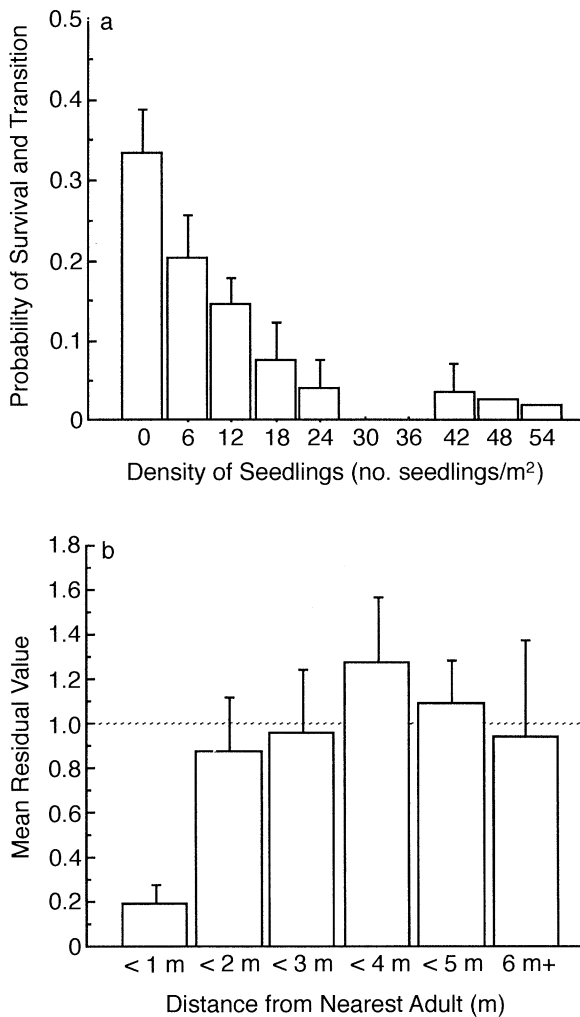 a
Probability of Survival and Transition
0.5
0.4
0.3
0.2
0.1
0
0 6 12 18 24 30 36 42 48 54
Density of Seedlings (no. seedlings/m²)
b
Mean Residual Value
1.8
1.6
1.4
1.2
1.0
0.8
0.6
0.4
0.2
0
< 1 m < 2 m < 3 m < 4 m < 5 m 6 m+
Distance from Nearest Adult (m)